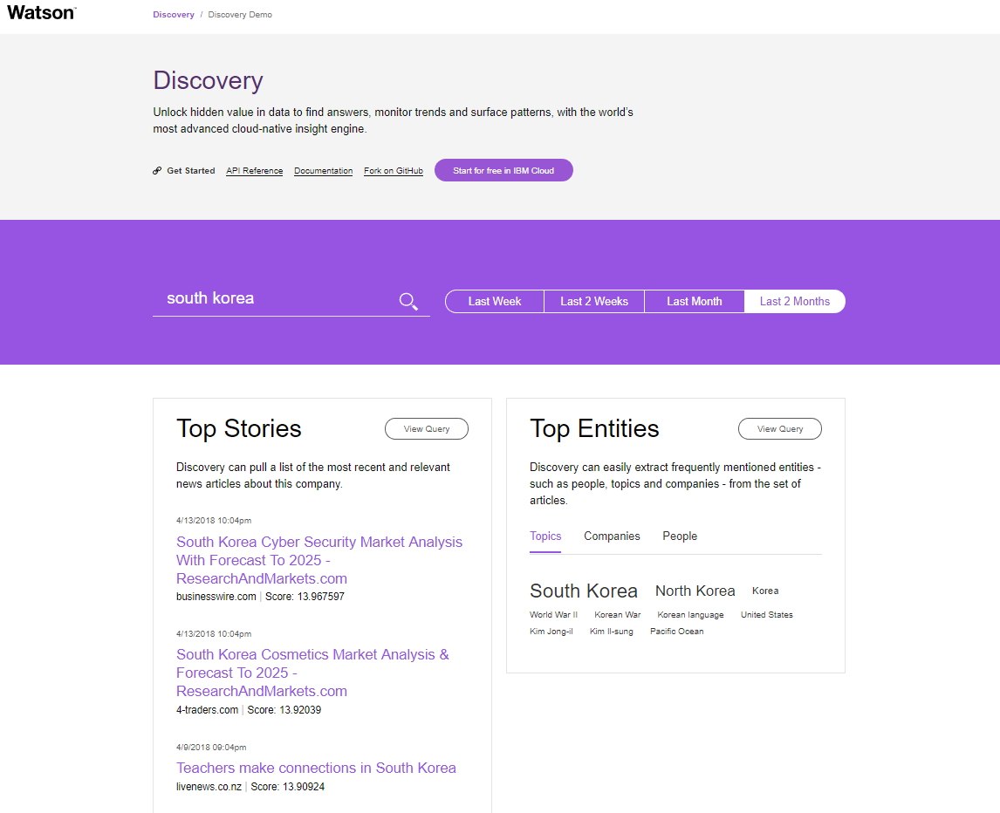 Watson™
Discovery / Discovery Demo
Discovery
Unlock hidden value in data to find answers, monitor trends and surface patterns, with the world's
most advanced cloud-native insight engine.
Get Started API Reference Documentation Fork on GitHub Start for free in IBM Cloud
south korea
Last Week Last 2 Weeks Last Month Last 2 Months
Top Stories View Query
Discovery can pull a list of the most recent and relevant
news articles about this company.
4/13/2018 10:04pm
South Korea Cyber Security Market Analysis
With Forecast To 2025 -
ResearchAndMarkets.com
businesswire.com | Score: 13.967597
4/13/2018 10:04pm
South Korea Cosmetics Market Analysis &
Forecast To 2025 -
ResearchAndMarkets.com
4-traders.com | Score: 13.92039
4/9/2018 09:04pm
Teachers make connections in South Korea
livenews.co.nz | Score: 13.90924
Top Entities View Query
Discovery can easily extract frequently mentioned entities -
such as people, topics and companies - from the set of
articles.
Topics Companies People
South Korea North Korea Korea
World War II Korean War Korean language United States
Kim Jong-il Kim Il-sung Pacific Ocean